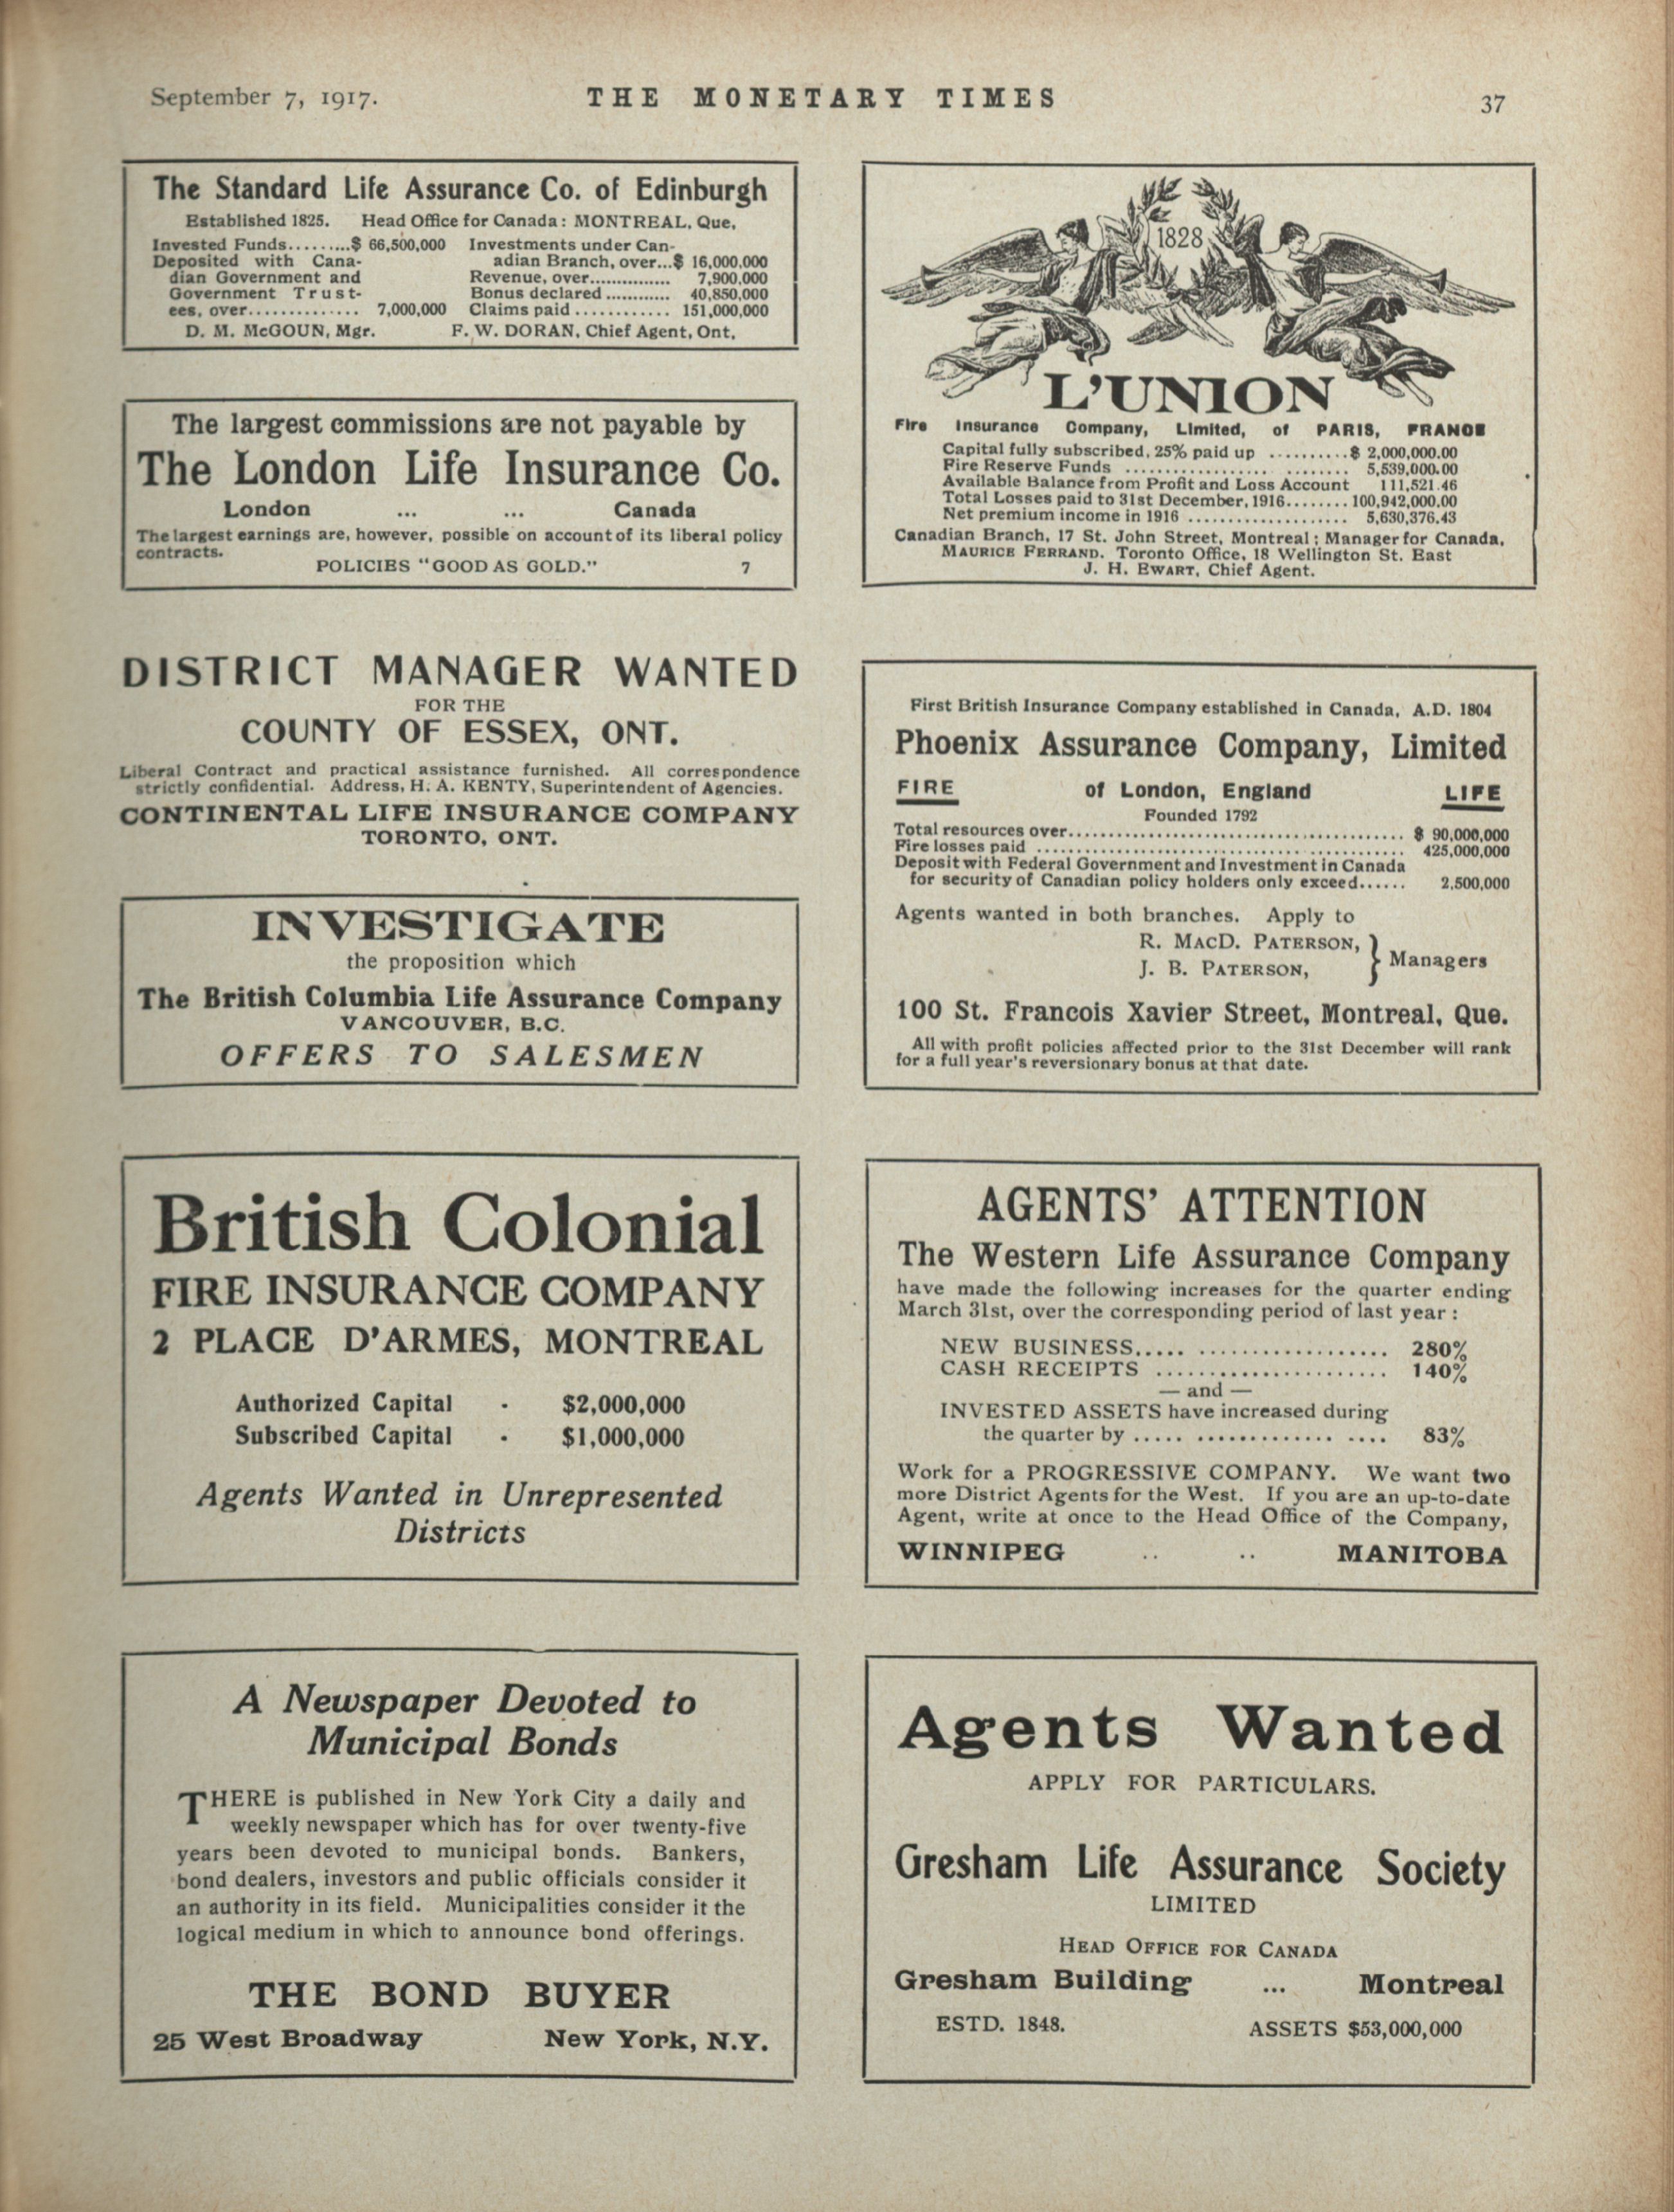 September 7, 1917.
THE MONETARY TIMES
37
The Standard Life Assurance Co. of Edinburgh
Established 1825. Head Office for Canada: MONTREAL, Que,
Invested Funds.........$ 66,500,000
Deposited with Cana-
dian Government and
Government Trust-
ees, over.............. 7,000,000
Investments under Can-
adian Branch, over...$ 16,000,000
Revenue, over............... 7,900,000
Bonus declared............ 40,850,000
Claims paid............ 151,000,000
D. M. McGOUN, Mgr. F. W. DORAN, Chief Agent, Ont,
The largest commissions are not payable by
The London Life Insurance Co.
London ... ... Canada
The largest earnings are, however, possible on account of its liberal policy
contracts.
POLICIES "GOOD AS GOLD." 7
DISTRICT MANAGER WANTED
FOR THE
COUNTY OF ESSEX, ONT.
Liberal Contract and practical assistance furnished. All correspondence
strictly confidential. Address, H. A. KENTY, Superintendent of Agencies.
CONTINENTAL LIFE INSURANCE COMPANY
TORONTO, ONT.
INVESTIGATE
the proposition which
The British Columbia Life Assurance Company
VANCOUVER, B.C.
OFFERS TO SALESMEN
British Colonial
FIRE INSURANCE COMPANY
2 PLACE D'ARMES, MONTREAL
Authorized Capital - $2,000,000
Subscribed Capital - $1,000,000
Agents Wanted in Unrepresented
Districts
A Newspaper Devoted to
Municipal Bonds
THERE is published in New York City a daily and
weekly newspaper which has for over twenty-five
years been devoted to municipal bonds. Bankers,
bond dealers, investors and public officials consider it
an authority in its field. Municipalities consider it the
logical medium in which to announce bond offerings.
THE BOND BUYER
25 West Broadway New York, N.Y.
1828
L'UNION
Fire Insurance Company, Limited, of PARIS, FRANCE
Capital fully subscribed, 25% paid up ..........$ 2,000,000.00
Fire Reserve Funds .................. ........ 5,539,000.00
Available Balance from Profit and Loss Account 111,521.46
Total Losses paid to 31st December, 1916........ 100,942,000.00
Net premium income in 1916 .................... 5,630,376.43
Canadian Branch, 17 St. John Street, Montreal; Manager for Canada,
MAURICE FERRAND. Toronto Office, 18 Wellington St. East
J. H. EWART, Chief Agent.
First British Insurance Company established in Canada, A.D. 1804
Phoenix Assurance Company, Limited
FIRE of London, England LIFE
Founded 1792
Total resources over.......................................... $ 90,000,000
Fire losses paid .............................................. 425,000,000
Deposit with Federal Government and Investment in Canada
for security of Canadian policy holders only exceed...... 2,500,000
Agents wanted in both branches. Apply to
R. MACD. PATERSON,
J. B. PATERSON, } Managers
100 St. Francois Xavier Street, Montreal, Que.
All with profit policies affected prior to the 31st December will rank
for a full year's reversionary bonus at that date.
AGENTS' ATTENTION
The Western Life Assurance Company
have made the following increases for the quarter ending
March 31st, over the corresponding period of last year:
NEW BUSINESS..... .................. 280%
CASH RECEIPTS ...................... 140%
— and —
INVESTED ASSETS have increased during
the quarter by ..... ............. .... 83%
Work for a PROGRESSIVE COMPANY. We want two
more District Agents for the West. If you are an up-to-date
Agent, write at once to the Head Office of the Company,
WINNIPEG .. .. MANITOBA
Agents Wanted
APPLY FOR PARTICULARS.
Gresham Life Assurance Society
LIMITED
HEAD OFFICE FOR CANADA
Gresham Building ... Montreal
ESTD. 1848. ASSETS $53,000,000